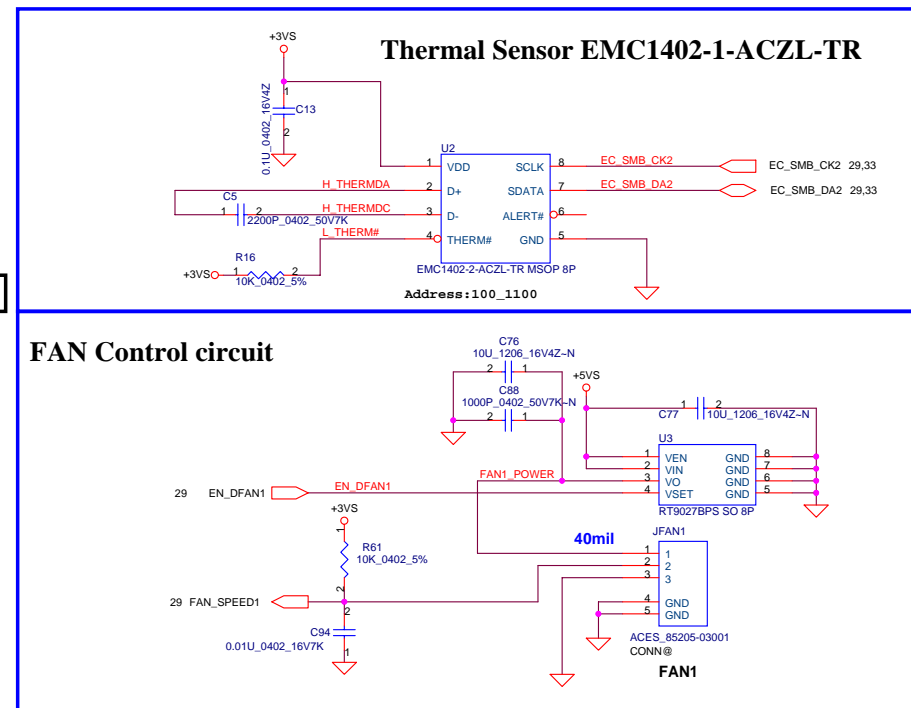 Thermal Sensor EMC1402-1-ACZL-TR
+3VS
1
C13
0.1U_0402_16V4Z
2
U2
1 VDD SCLK 8 EC_SMB_CK2 EC_SMB_CK2 29,33
H_THERMDA 2 D+ SDATA 7 EC_SMB_DA2 EC_SMB_DA2 29,33
C5
1 2 H_THERMDC 3 D- ALERT# 6
2200P_0402_50V7K
L_THERM# 4 THERM# GND 5
R16
+3VS 1 2
10K_0402_5%
EMC1402-2-ACZL-TR MSOP 8P
Address:100_1100
FAN Control circuit
C76
10U_1206_16V4Z~N
2 1
C88
1000P_0402_50V7K~N
2 1
+5VS
C77 1 2 10U_1206_16V4Z~N
U3
1 VEN GND 8
2 VIN GND 7
FAN1_POWER 3 VO GND 6
29 EN_DFAN1 EN_DFAN1 4 VSET GND 5
RT9027BPS SO 8P
+3VS
1
R61
10K_0402_5%
2
40mil
JFAN1
1 1
2 2
3 3
29 FAN_SPEED1
4 GND
5 GND
2
C94
0.01U_0402_16V7K
1
ACES_85205-03001
CONN@
FAN1